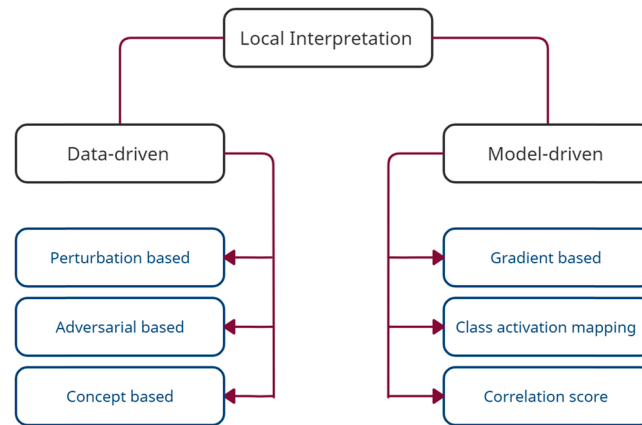 Local Interpretation
Data-driven
Model-driven
Perturbation based
Gradient based
Adversarial based
Class activation mapping
Concept based
Correlation score